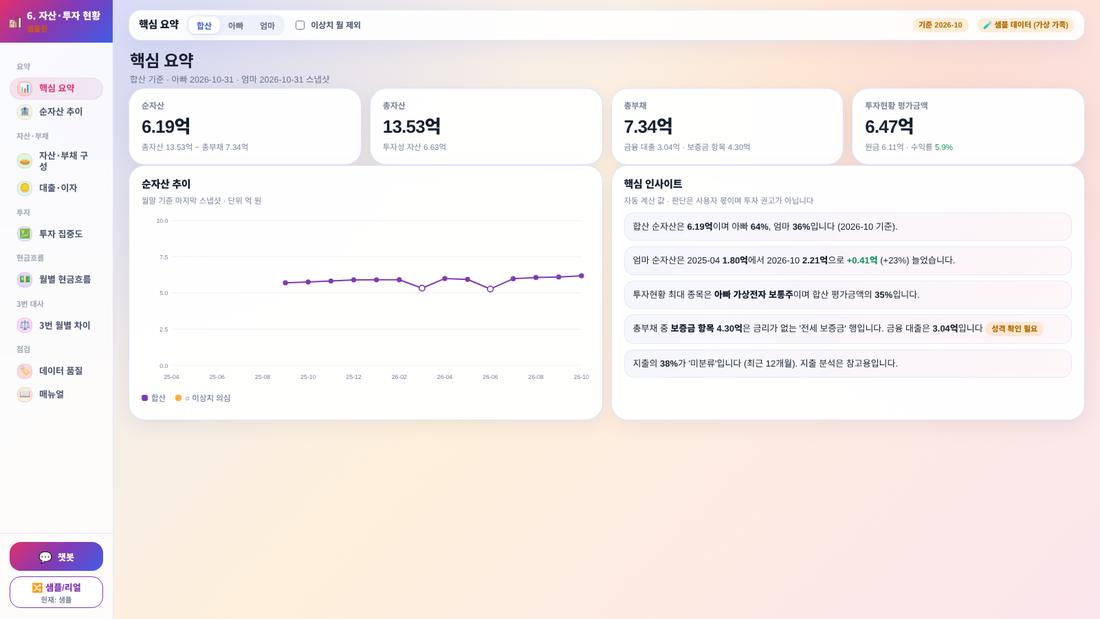 6. 자산·투자 현황
샘플판
요약
핵심 요약
순자산 추이
자산·부채
자산·부채 구성
대출·이자
투자
투자 집중도
현금흐름
월별 현금흐름
3번 대사
3번 월별 차이
점검
데이터 품질
매뉴얼
챗봇
샘플/리얼
현재: 샘플
핵심 요약 합산 아빠 엄마 이상치 월 제외 기준 2026-10 샘플 데이터 (가상 가족)
핵심 요약
합산 기준 · 아빠 2026-10-31 · 엄마 2026-10-31 스냅샷
순자산
6.19억
총자산 13.53억 − 총부채 7.34억
총자산
13.53억
투자성 자산 6.63억
총부채
7.34억
금융 대출 3.04억 · 보증금 항목 4.30억
투자현황 평가금액
6.47억
원금 6.11억 · 수익률 5.9%
순자산 추이
월말 기준 마지막 스냅샷 · 단위 억 원
10.0
7.5
5.0
2.5
0.0
25-04 25-06 25-08 25-10 25-12 26-02 26-04 26-06 26-08 26-10
합산 ○ 이상치 의심
핵심 인사이트
자동 계산 값 · 판단은 사용자 몫이며 투자 권고가 아닙니다
합산 순자산은 6.19억이며 아빠 64%, 엄마 36%입니다 (2026-10 기준).
엄마 순자산은 2025-04 1.80억에서 2026-10 2.21억으로 +0.41억 (+23%) 늘었습니다.
투자현황 최대 종목은 아빠 가상전자 보통주이며 합산 평가금액의 35%입니다.
총부채 중 보증금 항목 4.30억은 금리가 없는 '전세 보증금' 행입니다. 금융 대출은 3.04억입니다 성격 확인 필요
지출의 38%가 '미분류'입니다 (최근 12개월). 지출 분석은 참고용입니다.